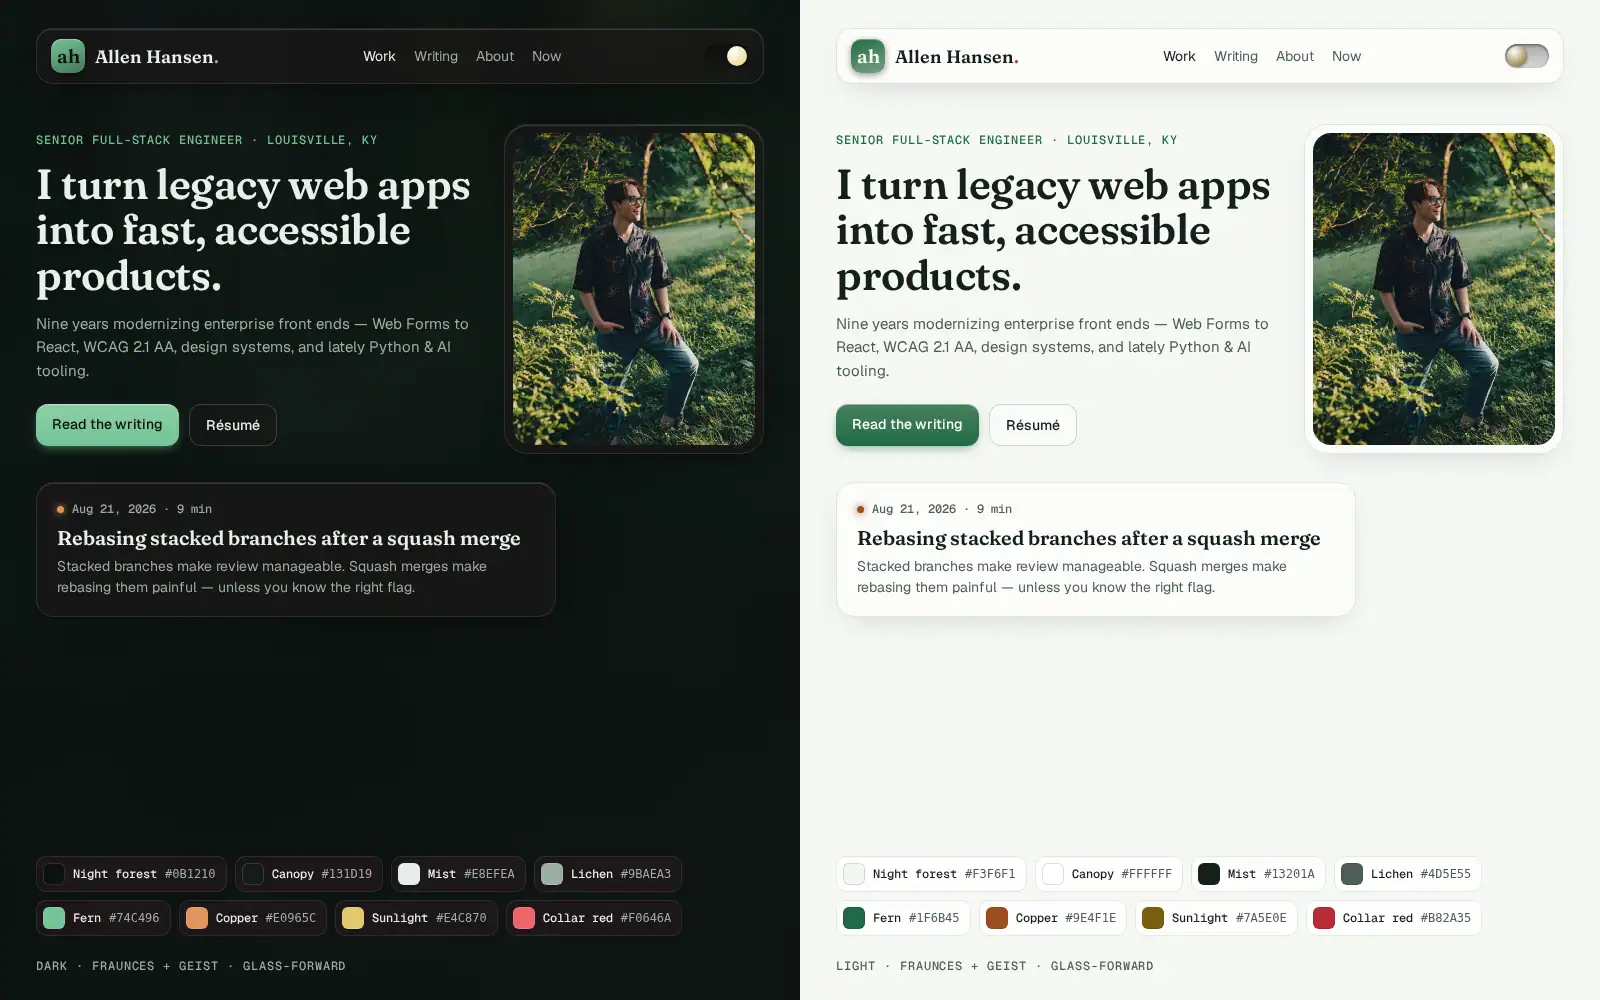 ah Allen Hansen. Work Writing About Now
SENIOR FULL-STACK ENGINEER · LOUISVILLE, KY
I turn legacy web apps
into fast, accessible
products.
Nine years modernizing enterprise front ends — Web Forms to
React, WCAG 2.1 AA, design systems, and lately Python & AI
tooling.
Read the writing Résumé
Aug 21, 2026 · 9 min
Rebasing stacked branches after a squash merge
Stacked branches make review manageable. Squash merges make
rebasing them painful — unless you know the right flag.
Night forest #0B1210 Canopy #131D19 Mist #E8EFEA Lichen #9BAEA3
Fern #74C496 Copper #E0965C Sunlight #E4C870 Collar red #F0646A
DARK · FRAUNCES + GEIST · GLASS-FORWARD
ah Allen Hansen. Work Writing About Now
SENIOR FULL-STACK ENGINEER · LOUISVILLE, KY
I turn legacy web apps
into fast, accessible
products.
Nine years modernizing enterprise front ends — Web Forms to
React, WCAG 2.1 AA, design systems, and lately Python & AI
tooling.
Read the writing Résumé
Aug 21, 2026 · 9 min
Rebasing stacked branches after a squash merge
Stacked branches make review manageable. Squash merges make
rebasing them painful — unless you know the right flag.
Night forest #F3F6F1 Canopy #FFFFFF Mist #13201A Lichen #4D5E55
Fern #1F6B45 Copper #9E4F1E Sunlight #7A5E0E Collar red #B82A35
LIGHT · FRAUNCES + GEIST · GLASS-FORWARD